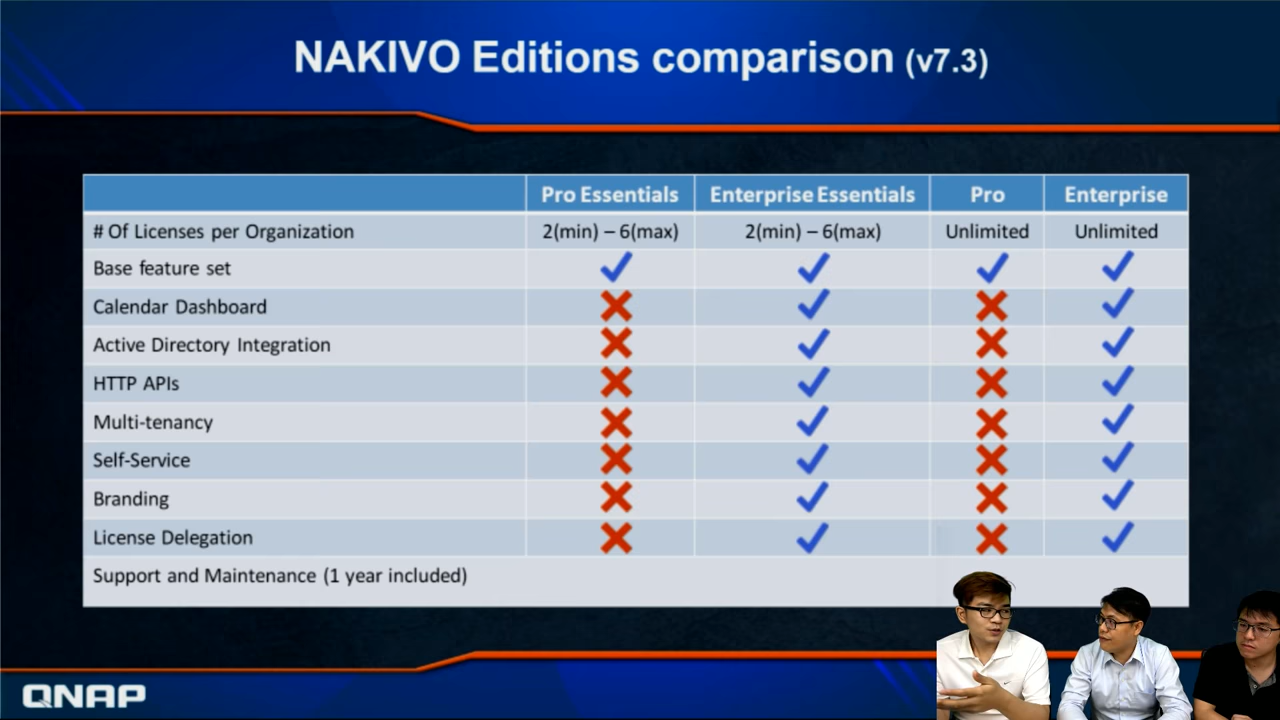 NAKIVO Editions comparison (v7.3)
Pro Essentials Enterprise Essentials Pro Enterprise
# Of Licenses per Organization 2(min) – 6(max) 2(min) – 6(max) Unlimited Unlimited
Base feature set
Calendar Dashboard
Active Directory Integration
HTTP APIs
Multi-tenancy
Self-Service
Branding
License Delegation
Support and Maintenance (1 year included)
QNAP